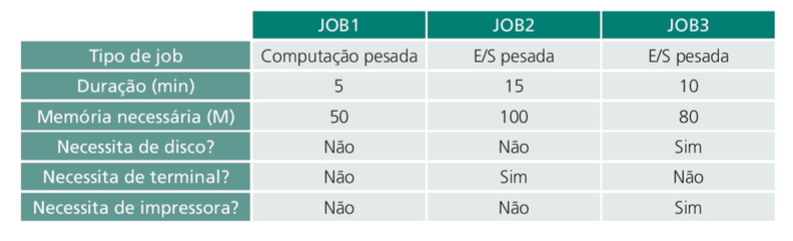 JOB1 JOB2 JOB3
Tipo de job Computação pesada E/S pesada E/S pesada
Duração (min) 5 15 10
Memória necessária (M) 50 100 80
Necessita de disco? Não Não Sim
Necessita de terminal? Não Sim Não
Necessita de impressora? Não Não Sim